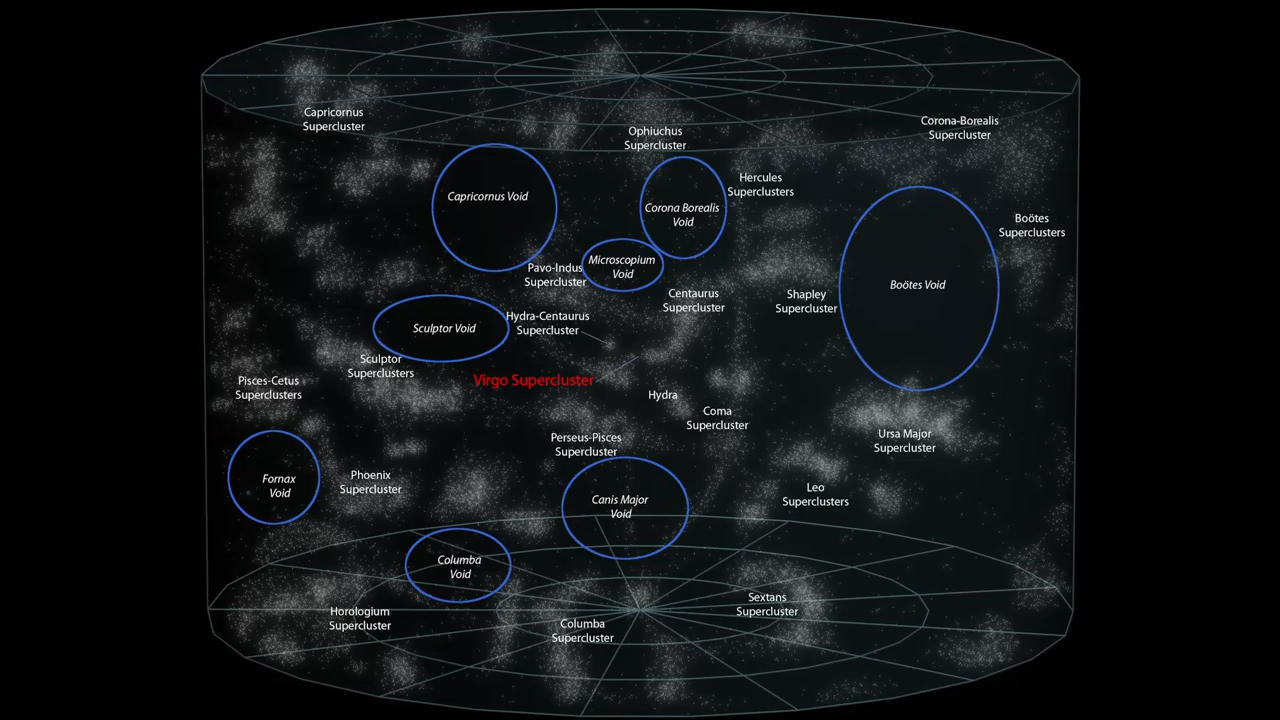 Capricornus
Supercluster
Ophiuchus
Supercluster
Corona-Borealis
Supercluster
Capricornus Void
Corona Borealis
Void
Hercules
Superclusters
Boötes
Superclusters
Pavo-Indus
Supercluster
Microscopium
Void
Centaurus
Supercluster
Shapley
Supercluster
Boötes Void
Sculptor Void
Hydra-Centaurus
Supercluster
Sculptor
Superclusters
Virgo Supercluster
Pisces-Cetus
Superclusters
Hydra
Coma
Supercluster
Perseus-Pisces
Supercluster
Ursa Major
Supercluster
Fornax
Void
Phoenix
Supercluster
Canis Major
Void
Leo
Superclusters
Columba
Void
Horologium
Supercluster
Columba
Supercluster
Sextans
Supercluster